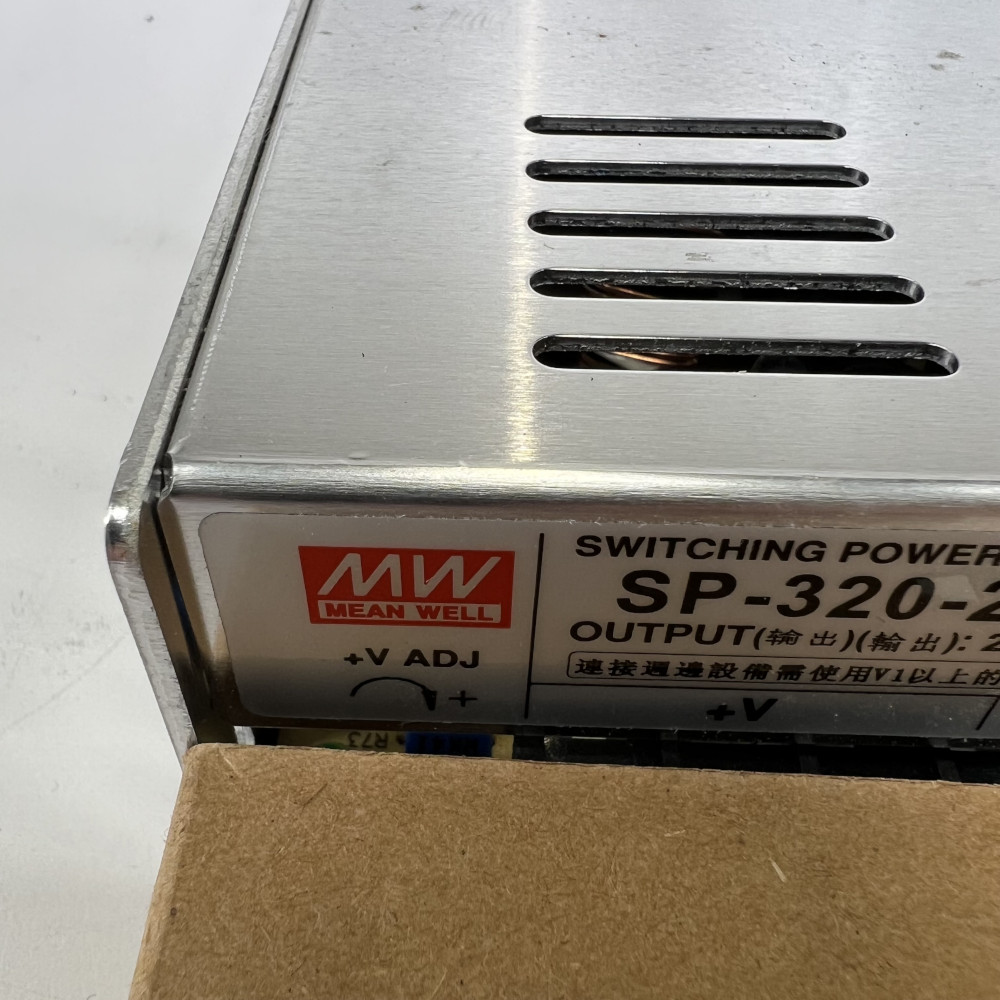 MW
MEAN WELL
+V ADJ
+
SWITCHING POWER
SP-320-2
OUTPUT(輸出)(輸出): 2
連接週邊設備需使用V1以上的
+V
R73